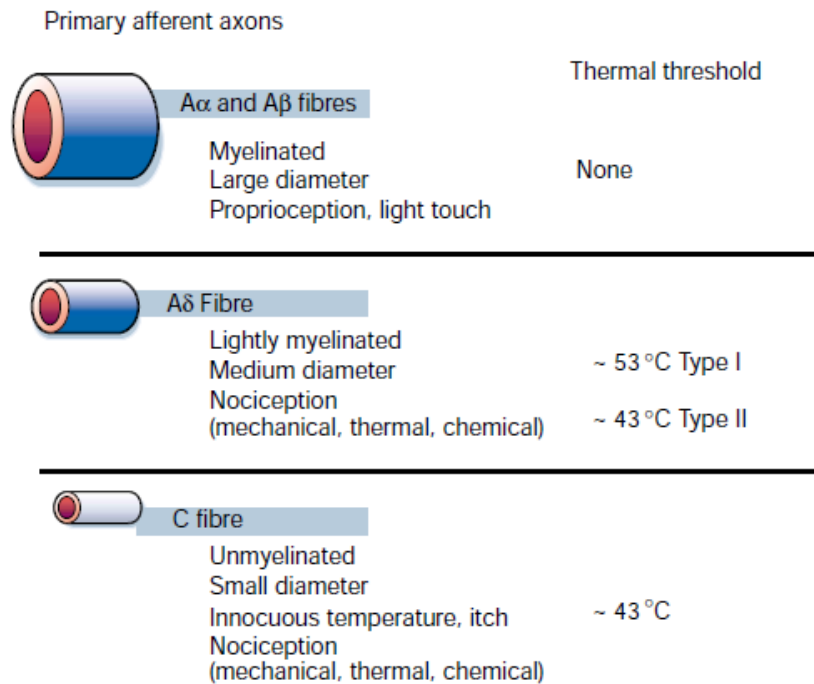 Primary afferent axons
Thermal threshold
Aα and Aβ fibres
Myelinated
Large diameter
Proprioception, light touch
None
Aδ Fibre
Lightly myelinated
Medium diameter
Nociception
(mechanical, thermal, chemical)
~ 53 °C Type I
~ 43 °C Type II
C fibre
Unmyelinated
Small diameter
Innocuous temperature, itch
Nociception
(mechanical, thermal, chemical)
~ 43 °C